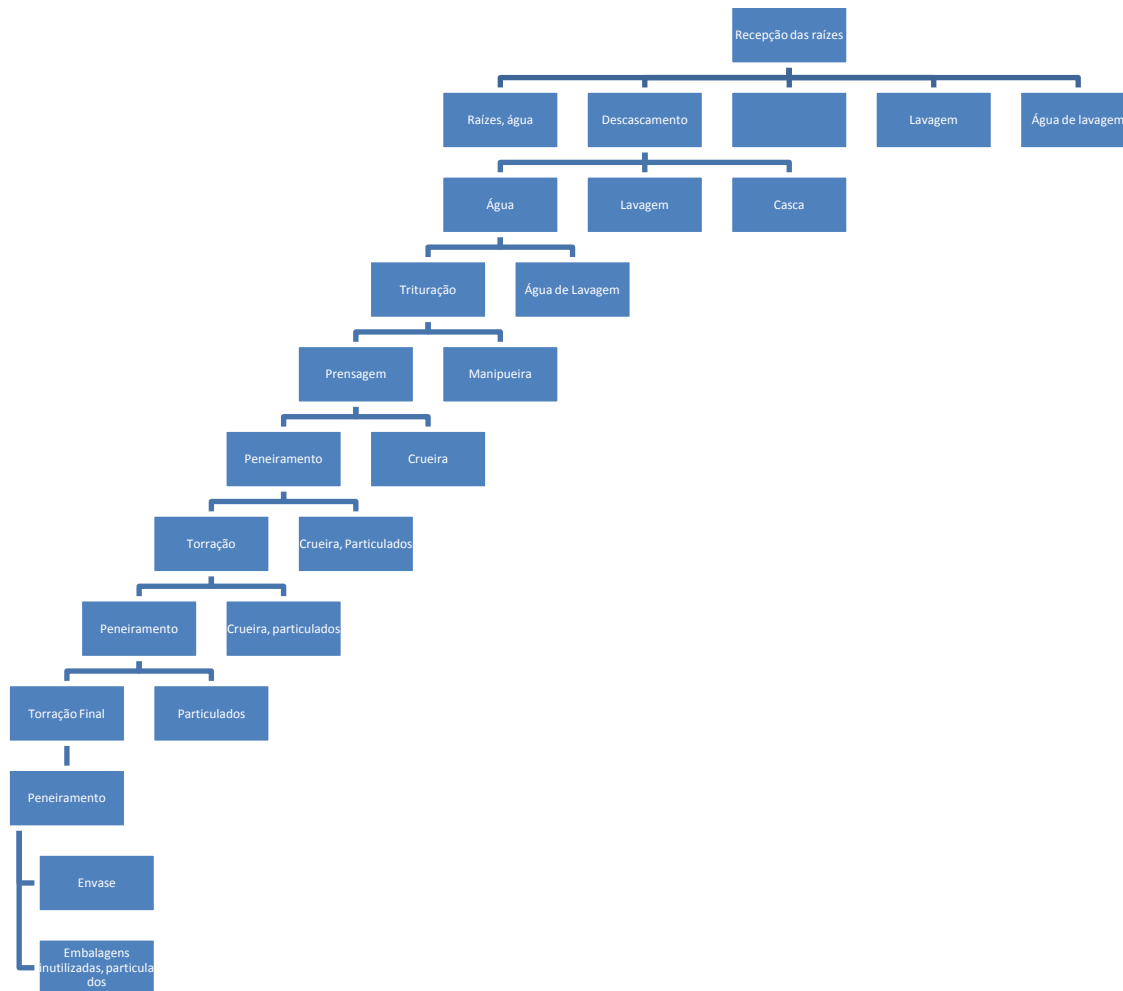 Recepção das raízes
Raízes, água
Descascamento
Lavagem
Água de lavagem
Água
Lavagem
Casca
Trituração
Água de Lavagem
Prensagem
Manipueira
Peneiramento
Crueira
Torração
Crueira, Particulados
Peneiramento
Crueira, particulados
Torração Final
Particulados
Peneiramento
Envase
Embalagens
inutilizadas, particula
dos